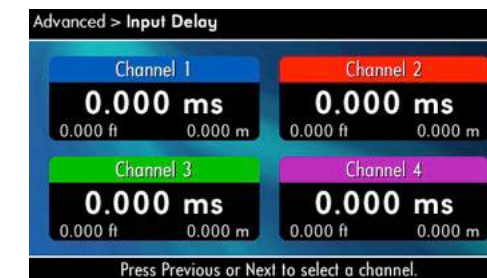 Advanced > Input Delay
Channel 1
0.000 ms
0.000 ft 0.000 m
Channel 2
0.000 ms
0.000 ft 0.000 m
Channel 3
0.000 ms
0.000 ft 0.000 m
Channel 4
0.000 ms
0.000 ft 0.000 m
Press Previous or Next to select a channel.